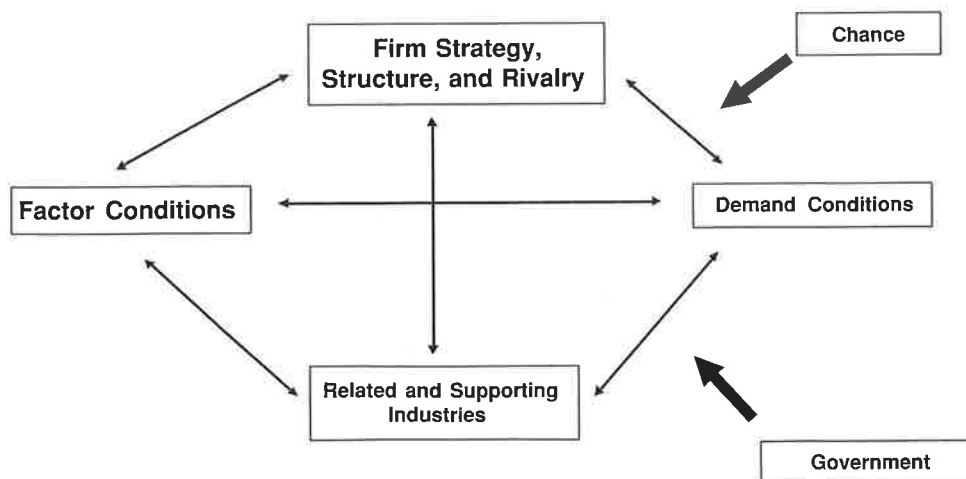 Chance
Firm Strategy,
Structure, and Rivalry
Factor Conditions
Demand Conditions
Related and Supporting
Industries
Government